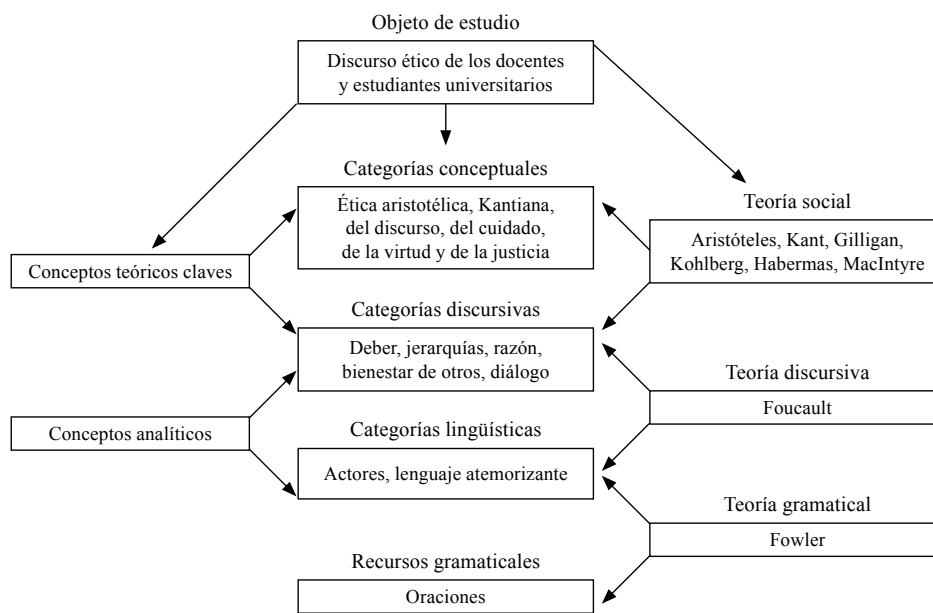 Objeto de estudio
Discurso ético de los docentes
y estudiantes universitarios
Categorías conceptuales
Ética aristotélica, Kantiana,
del discurso, del cuidado,
de la virtud y de la justicia
Teoría social
Aristóteles, Kant, Gilligan,
Kohlberg, Habermas, MacIntyre
Conceptos teóricos claves
Categorías discursivas
Deber, jerarquías, razón,
bienestar de otros, diálogo
Teoría discursiva
Foucault
Conceptos analíticos
Categorías lingüísticas
Actores, lenguaje atemorizante
Teoría gramatical
Fowler
Recursos gramaticales
Oraciones